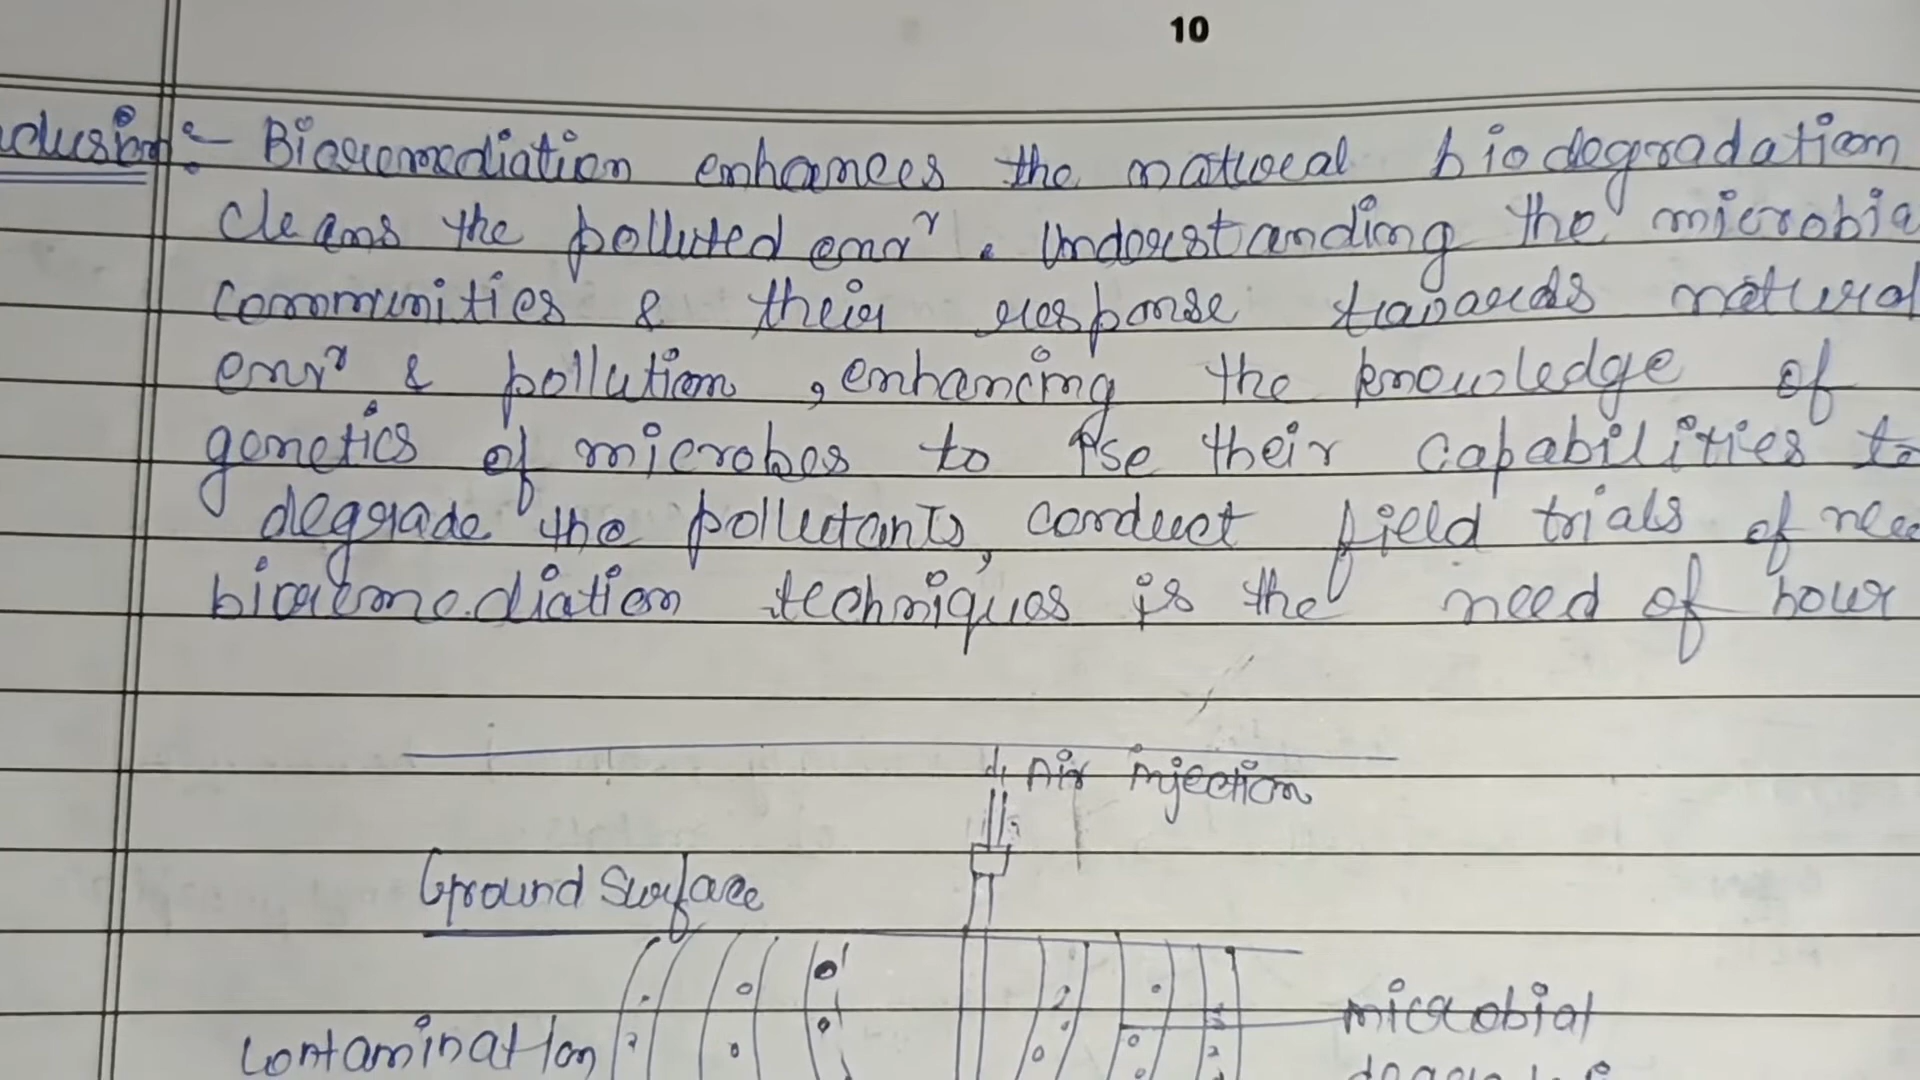 10
clusion:- Bioremediation enhances the natural biodegradation
cleans the polluted envr. Understanding the microbia
communities & their response towards natural
envr & pollution, enhancing the knowledge of
genetics of microbes to use their capabilities to
degrade the pollutants, conduct field trials of new
bioremediation techniques is the need of hour
Air injection
Ground Surface
microbial
Contamination